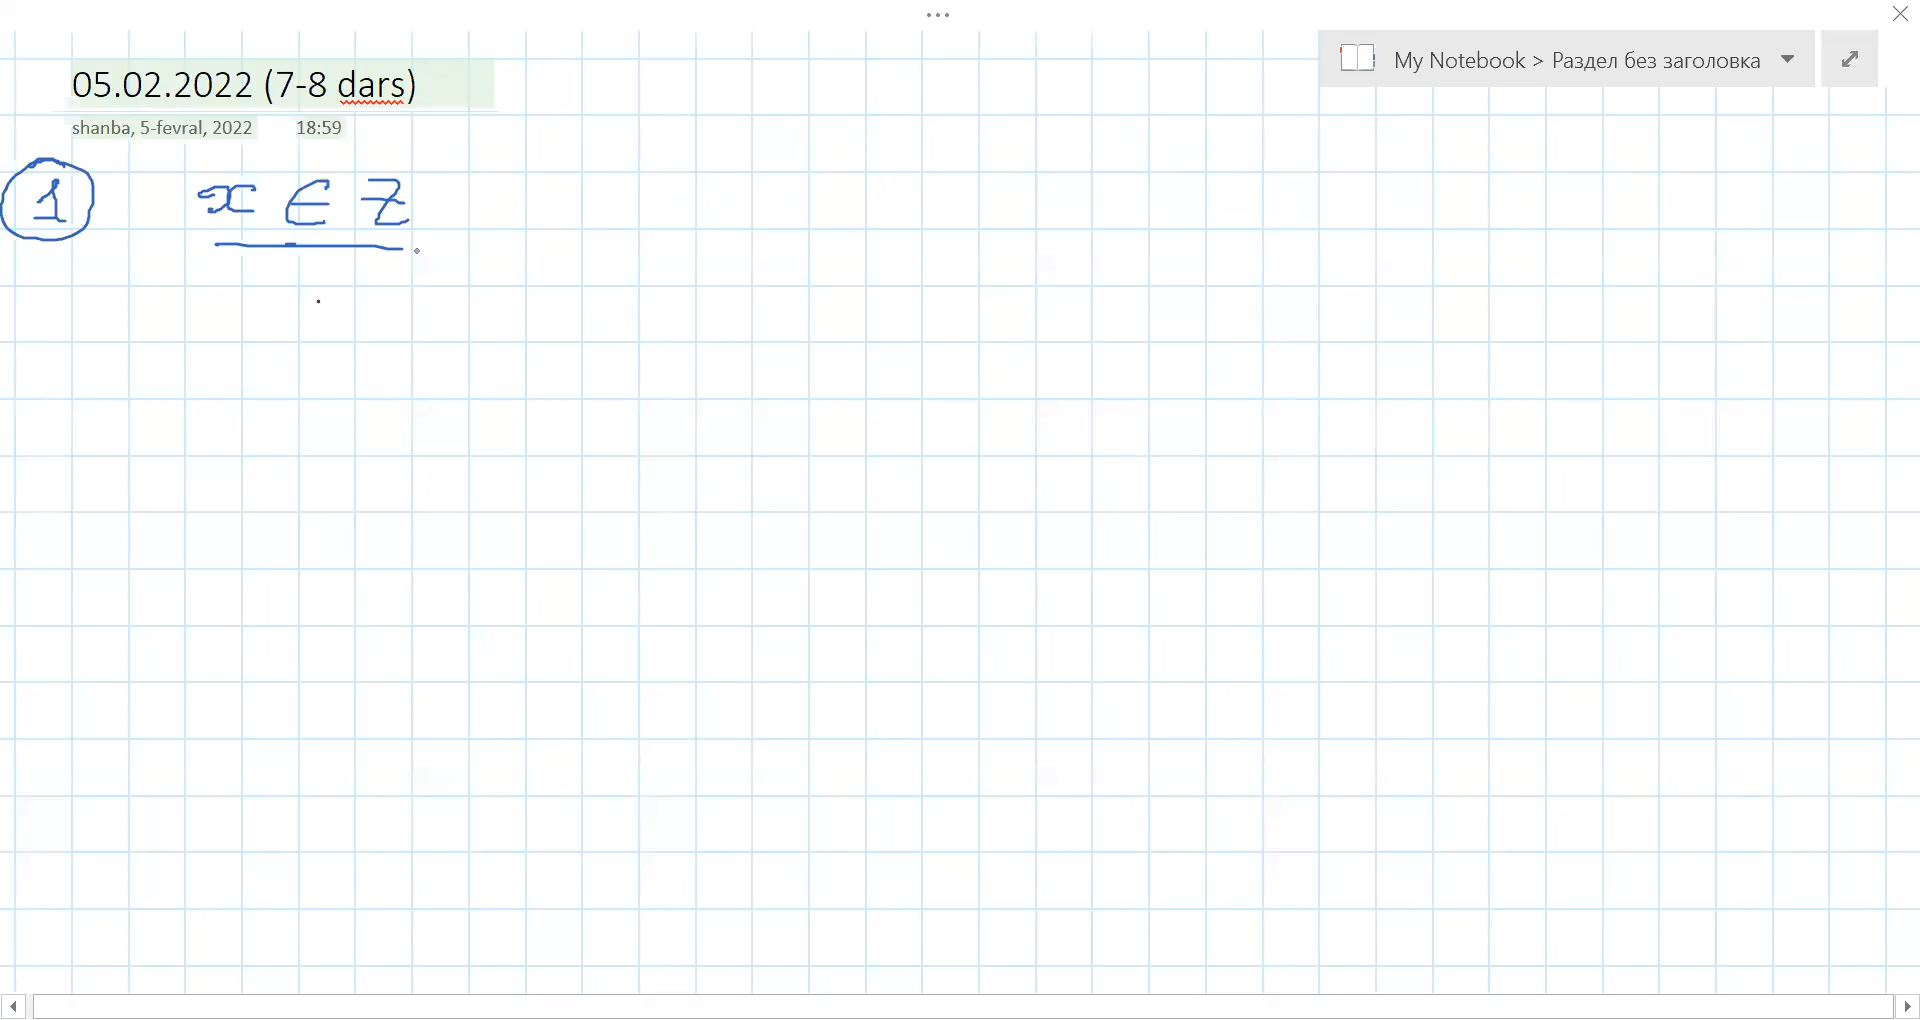 My Notebook > Раздел без заголовка
05.02.2022 (7-8 dars)
shanba, 5-fevral, 2022 18:59
1 x ∈ Z